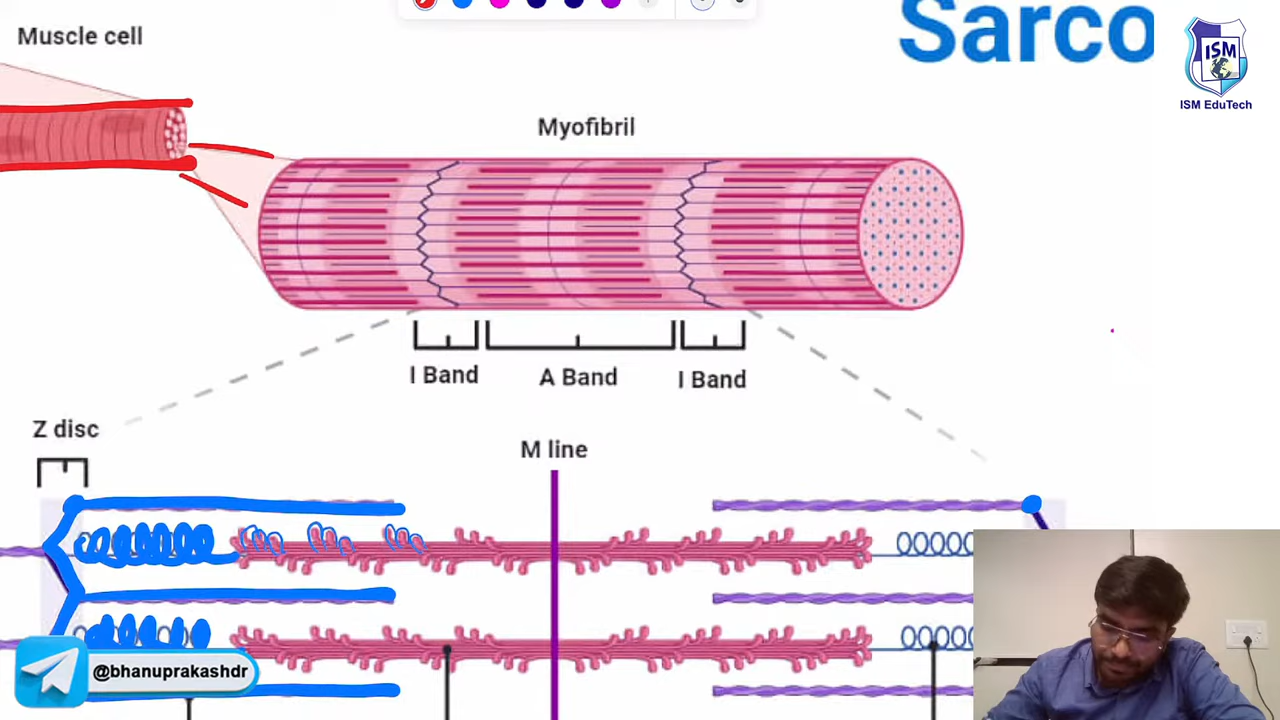 Muscle cell
Sarco
ISM
ISM EduTech
Myofibril
I Band
A Band
I Band
Z disc
M line
@bhanuprakashdr